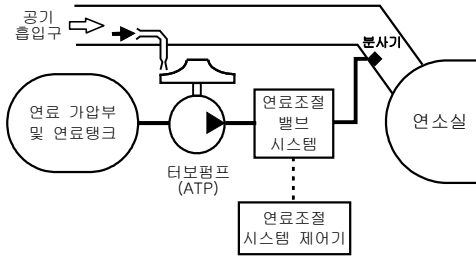 공기
흡입구
분사기
연료 가압부
및 연료탱크
연료조절
밸브
시스템
연소실
터보펌프
(ATP)
연료조절
시스템 제어기